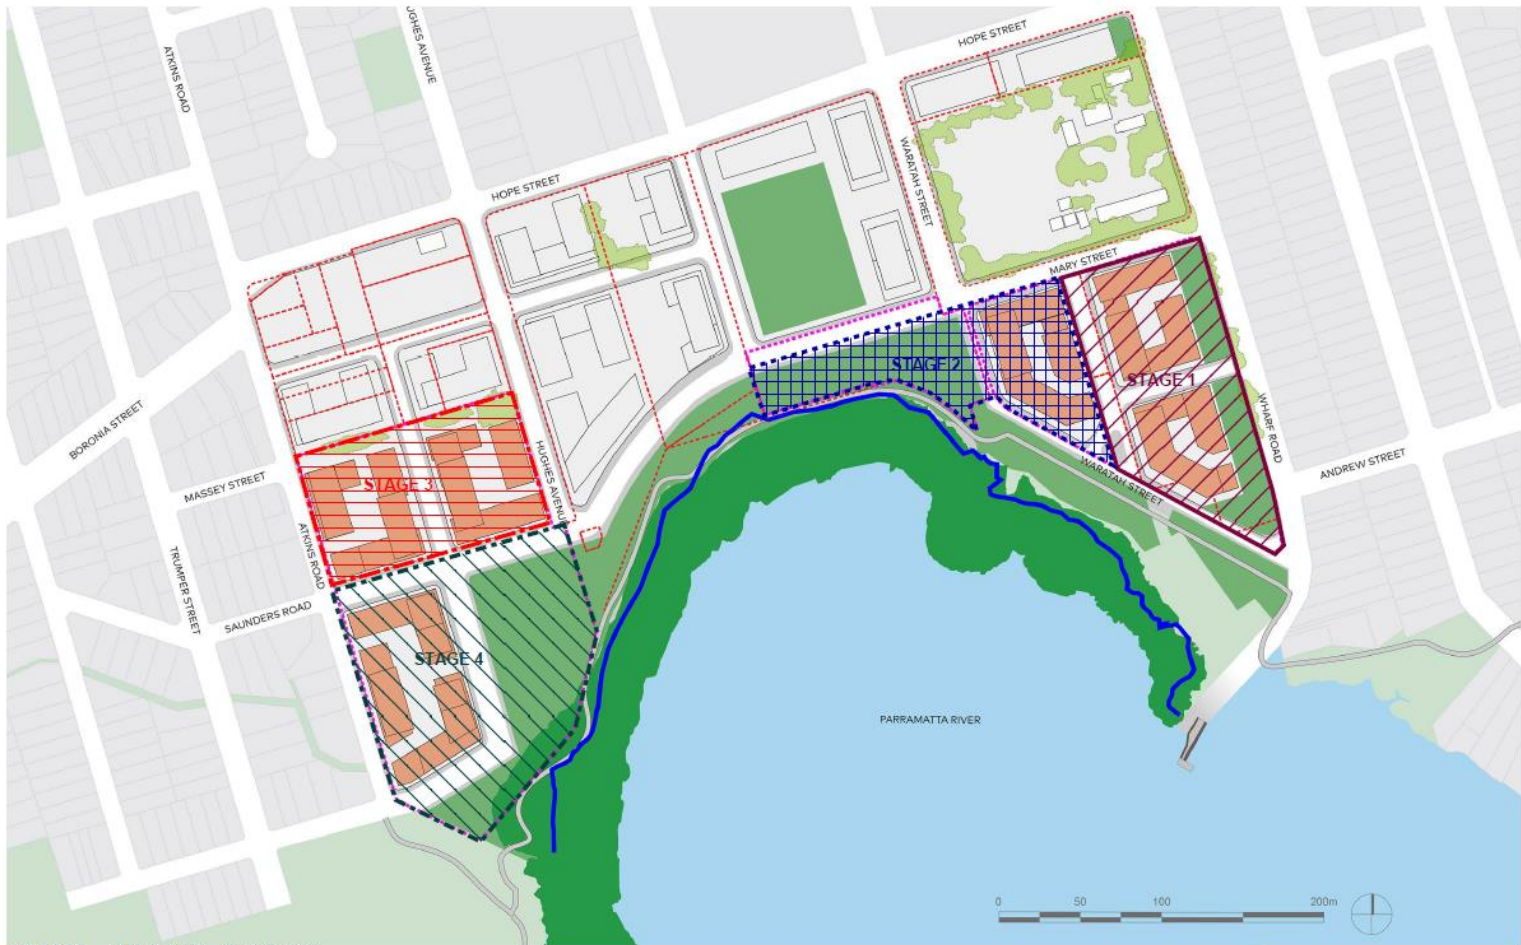 HOPE STREET
ATKINS ROAD
HUGHES AVENUE
HOPE STREET
WARATAH STREET
MARY STREET
STAGE 2
STAGE 1
WHARF ROAD
BORONIA STREET
HUGHES AVENUE
ANDREW STREET
WARATAH STREET
MASSEY STREET
STAGE 3
ATKINS ROAD
TRUMPER STREET
SAUNDERS ROAD
STAGE 4
PARRAMATTA RIVER
0 50 100 200m